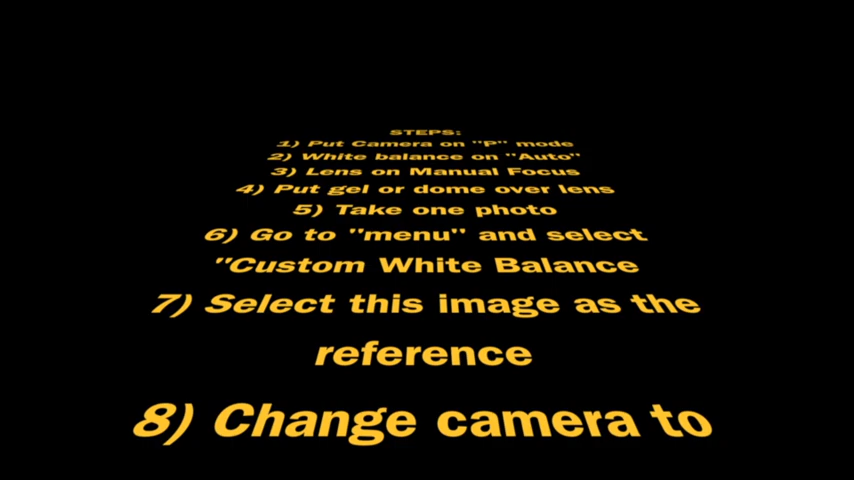 STEPS:
1) Put Camera on "P" mode
2) White balance on "Auto"
3) Lens on Manual Focus
4) Put gel or dome over lens
5) Take one photo
6) Go to "menu" and select
"Custom White Balance
7) Select this image as the
reference
8) Change camera to